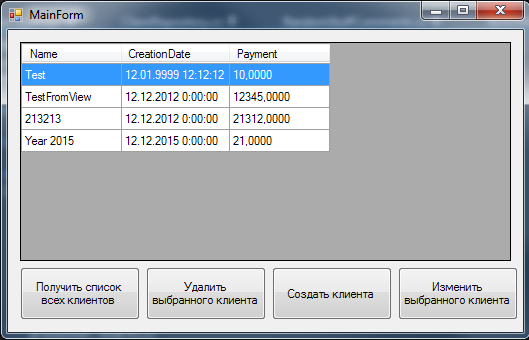 MainForm
Name CreationDate Payment
Test 12.01.9999 12:12:12 10,0000
TestFromView 12.12.2012 0:00:00 12345,0000
213213 12.12.2012 0:00:00 21312,0000
Year 2015 12.12.2015 0:00:00 21,0000
Получить список
всех клиентов
Удалить
выбранного клиента
Создать клиента
Изменить
выбранного клиента